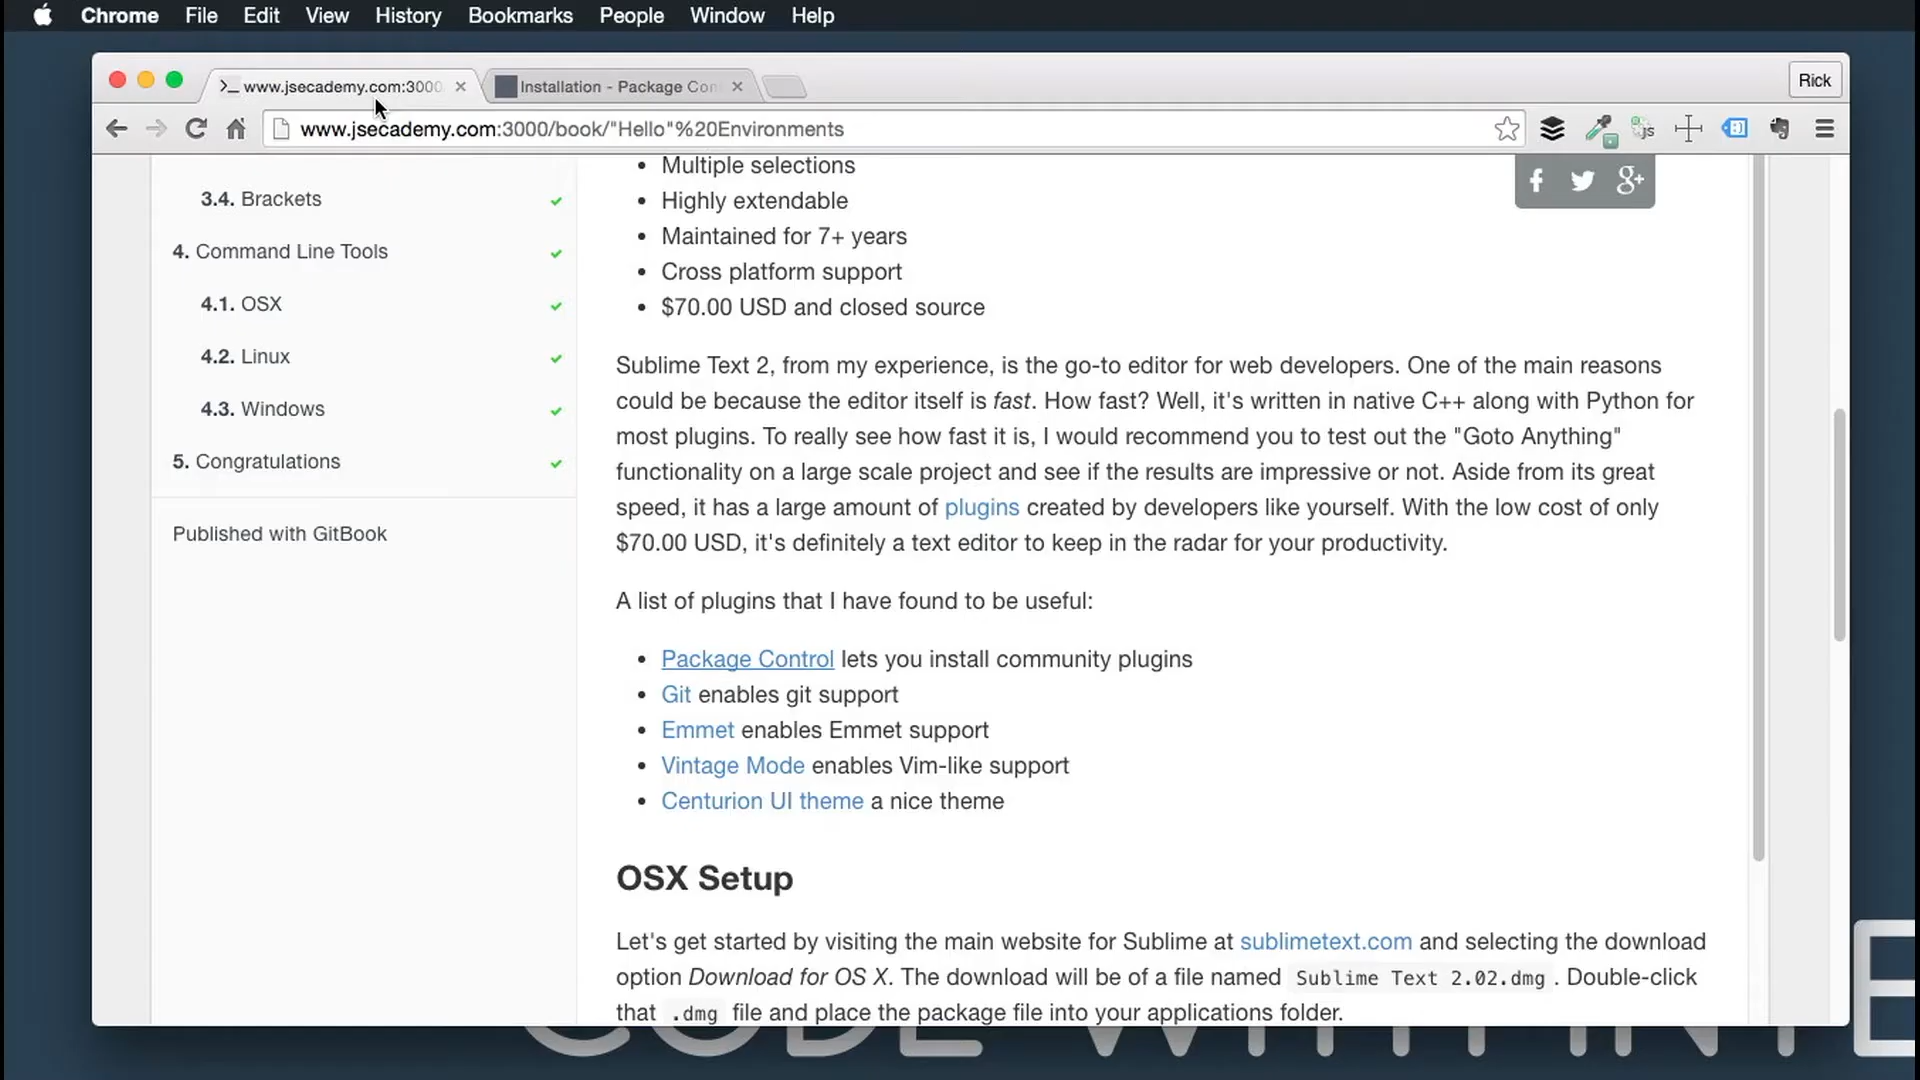 Chrome File Edit View History Bookmarks People Window Help
www.jsecademy.com:3000
Installation - Package Con
Rick
www.jsecademy.com:3000/book/"Hello"%20Environments
3.4. Brackets
4. Command Line Tools
4.1. OSX
4.2. Linux
4.3. Windows
5. Congratulations
Published with GitBook
• Multiple selections
• Highly extendable
• Maintained for 7+ years
• Cross platform support
• $70.00 USD and closed source
Sublime Text 2, from my experience, is the go-to editor for web developers. One of the main reasons
could be because the editor itself is fast. How fast? Well, it's written in native C++ along with Python for
most plugins. To really see how fast it is, I would recommend you to test out the "Goto Anything"
functionality on a large scale project and see if the results are impressive or not. Aside from its great
speed, it has a large amount of plugins created by developers like yourself. With the low cost of only
$70.00 USD, it's definitely a text editor to keep in the radar for your productivity.
A list of plugins that I have found to be useful:
• Package Control lets you install community plugins
• Git enables git support
• Emmet enables Emmet support
• Vintage Mode enables Vim-like support
• Centurion UI theme a nice theme
OSX Setup
Let's get started by visiting the main website for Sublime at sublimetext.com and selecting the download
option Download for OS X. The download will be of a file named Sublime Text 2.02.dmg . Double-click
that .dmg file and place the package file into your applications folder.
CODE WITH INTE